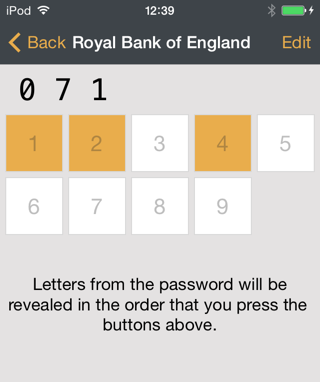 iPod 12:39
Back Royal Bank of England Edit
0 7 1
1 2 3 4 5
6 7 8 9
Letters from the password will be
revealed in the order that you press the
buttons above.